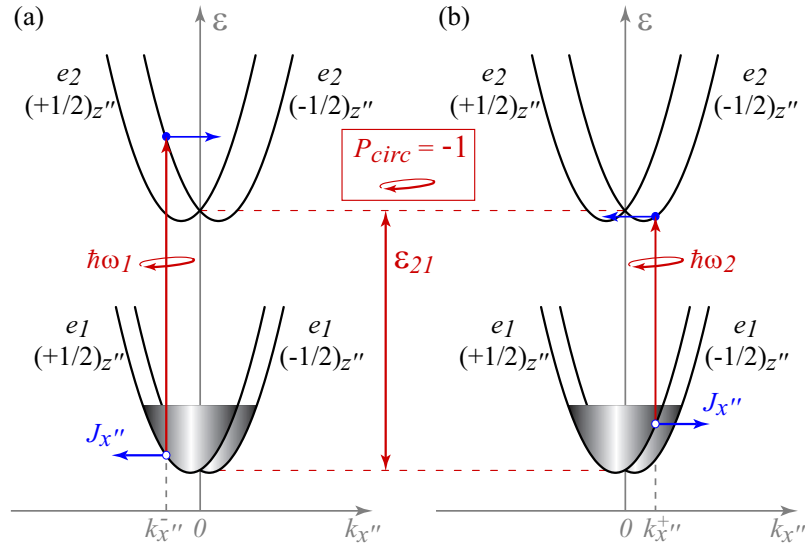 (a)
ε
e2
(+1/2)z″
e2
(-1/2)z″
ħω1
e1
(+1/2)z″
e1
(-1/2)z″
Jx″
k⁻x″
0
kx″
Pcirc = -1
ε21
(b)
ε
e2
(+1/2)z″
e2
(-1/2)z″
ħω2
e1
(+1/2)z″
e1
(-1/2)z″
Jx″
0
k⁺x″
kx″